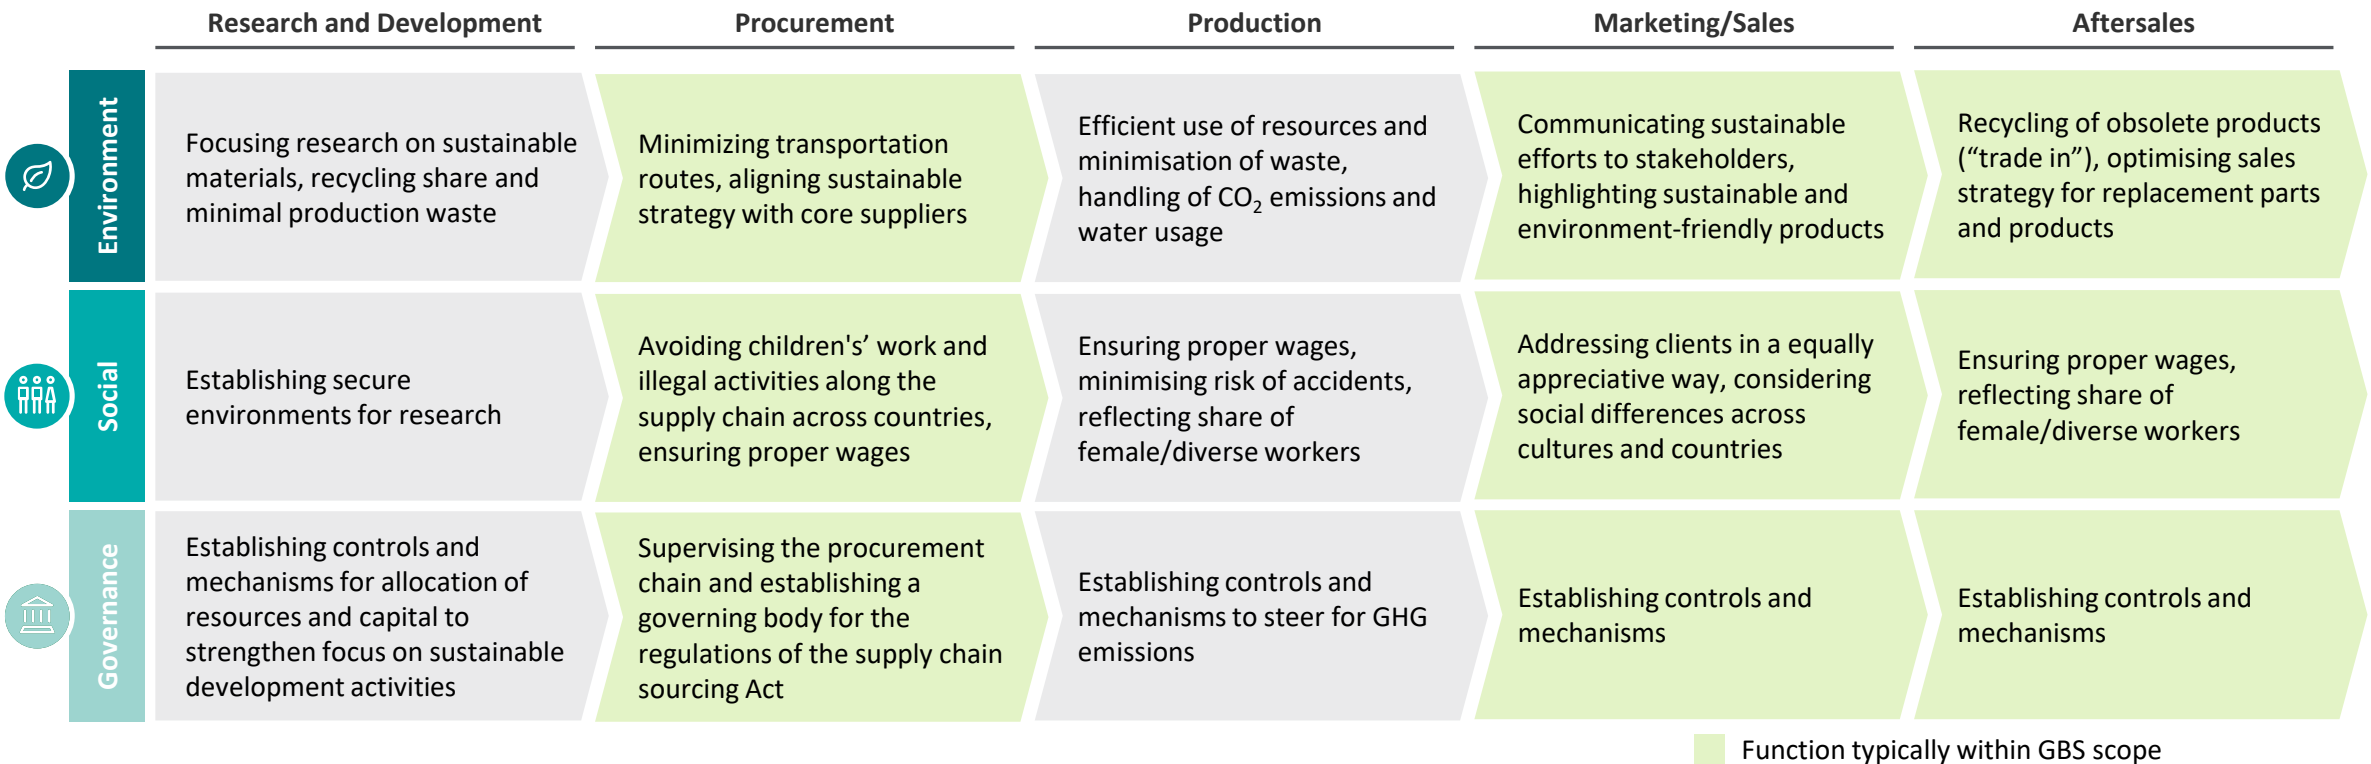 Research and Development
Procurement
Production
Marketing/Sales
Aftersales
Environment
Focusing research on sustainable
materials, recycling share and
minimal production waste
Minimizing transportation
routes, aligning sustainable
strategy with core suppliers
Efficient use of resources and
minimisation of waste,
handling of CO₂ emissions and
water usage
Communicating sustainable
efforts to stakeholders,
highlighting sustainable and
environment-friendly products
Recycling of obsolete products
(“trade in”), optimising sales
strategy for replacement parts
and products
Social
Establishing secure
environments for research
Avoiding children's’ work and
illegal activities along the
supply chain across countries,
ensuring proper wages
Ensuring proper wages,
minimising risk of accidents,
reflecting share of
female/diverse workers
Addressing clients in a equally
appreciative way, considering
social differences across
cultures and countries
Ensuring proper wages,
reflecting share of
female/diverse workers
Governance
Establishing controls and
mechanisms for allocation of
resources and capital to
strengthen focus on sustainable
development activities
Supervising the procurement
chain and establishing a
governing body for the
regulations of the supply chain
sourcing Act
Establishing controls and
mechanisms to steer for GHG
emissions
Establishing controls and
mechanisms
Establishing controls and
mechanisms
Function typically within GBS scope